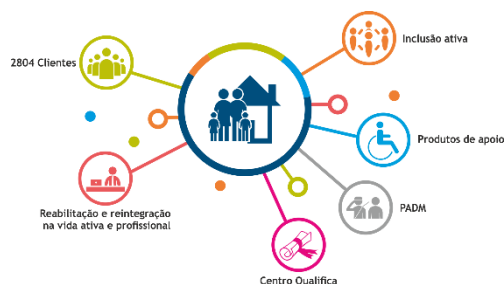 2804 Clientes
Inclusão ativa
Produtos de apoio
PADM
Centro Qualifica
Reabilitação e reintegração
na vida ativa e profissional